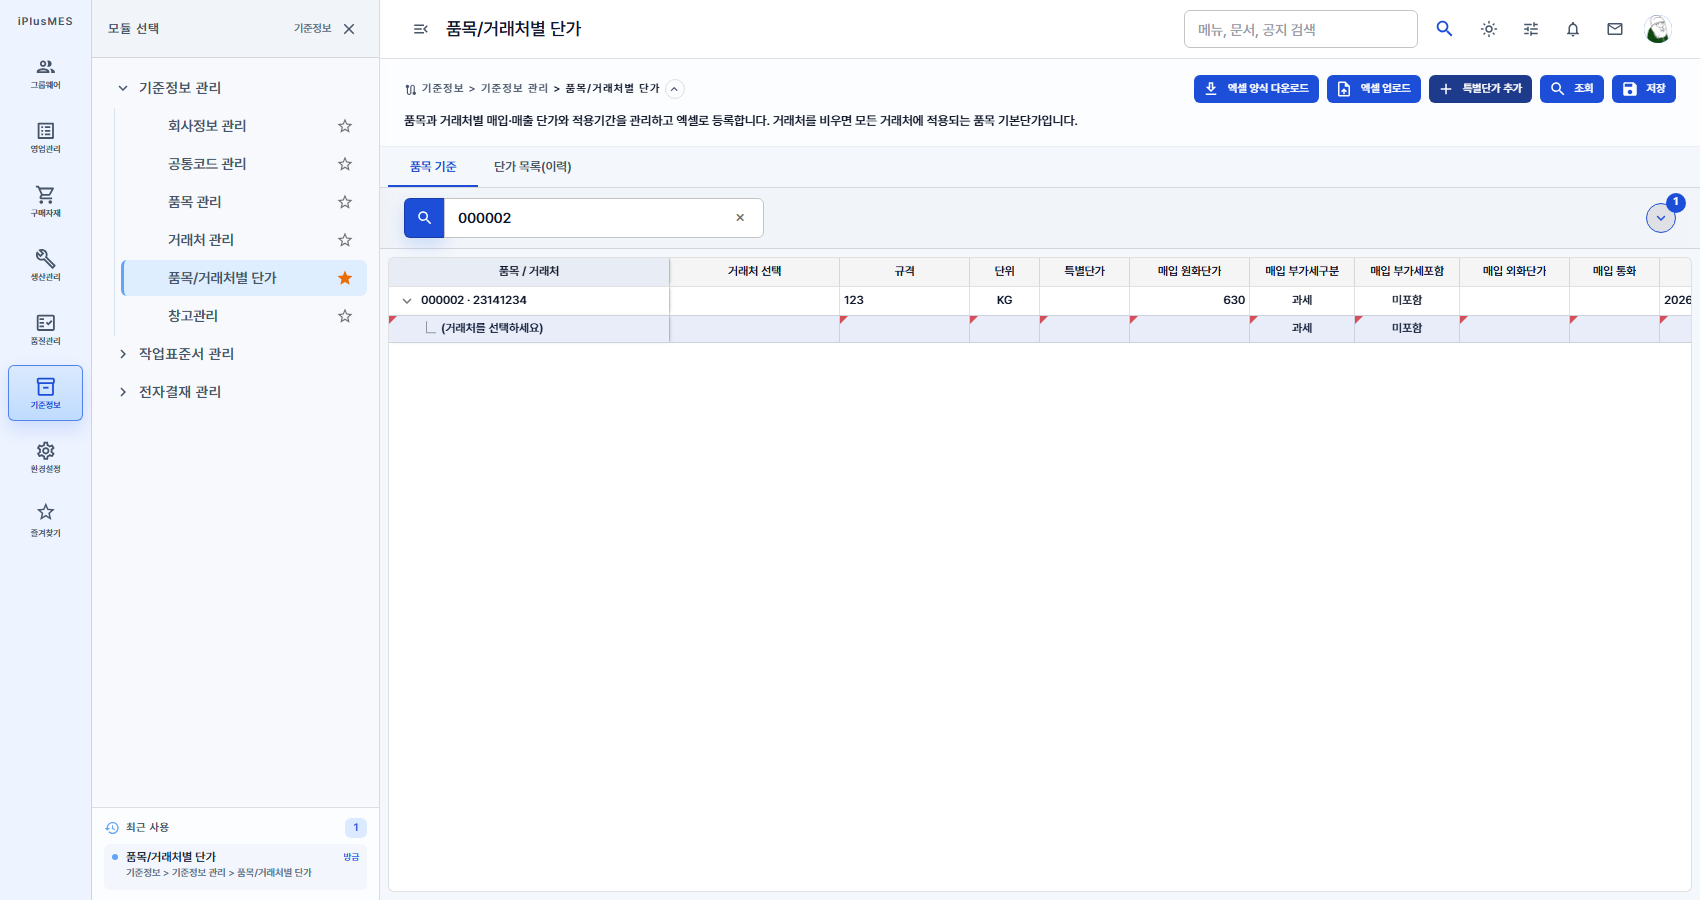 iPlusMES
그룹웨어
영업관리
구매자재
생산관리
품질관리
기준정보
환경설정
즐겨찾기
모듈 선택
기준정보
기준정보 관리
회사정보 관리
공통코드 관리
품목 관리
거래처 관리
품목/거래처별 단가
창고관리
작업표준서 관리
전자결재 관리
최근 사용
1
품목/거래처별 단가
방금
기준정보 > 기준정보 관리 > 품목/거래처별 단가
품목/거래처별 단가
메뉴, 문서, 공지 검색
기준정보 > 기준정보 관리 > 품목/거래처별 단가
엑셀 양식 다운로드
엑셀 업로드
특별단가 추가
조회
저장
품목과 거래처별 매입·매출 단가와 적용기간을 관리하고 엑셀로 등록합니다. 거래처를 비우면 모든 거래처에 적용되는 품목 기본단가입니다.
품목 기준
단가 목록(이력)
000002
1
품목 / 거래처 거래처 선택 규격 단위 특별단가 매입 원화단가 매입 부가세구분 매입 부가세포함 매입 외화단가 매입 통화
000002 · 23141234 123 KG 630 과세 미포함 2026
(거래처를 선택하세요) 과세 미포함